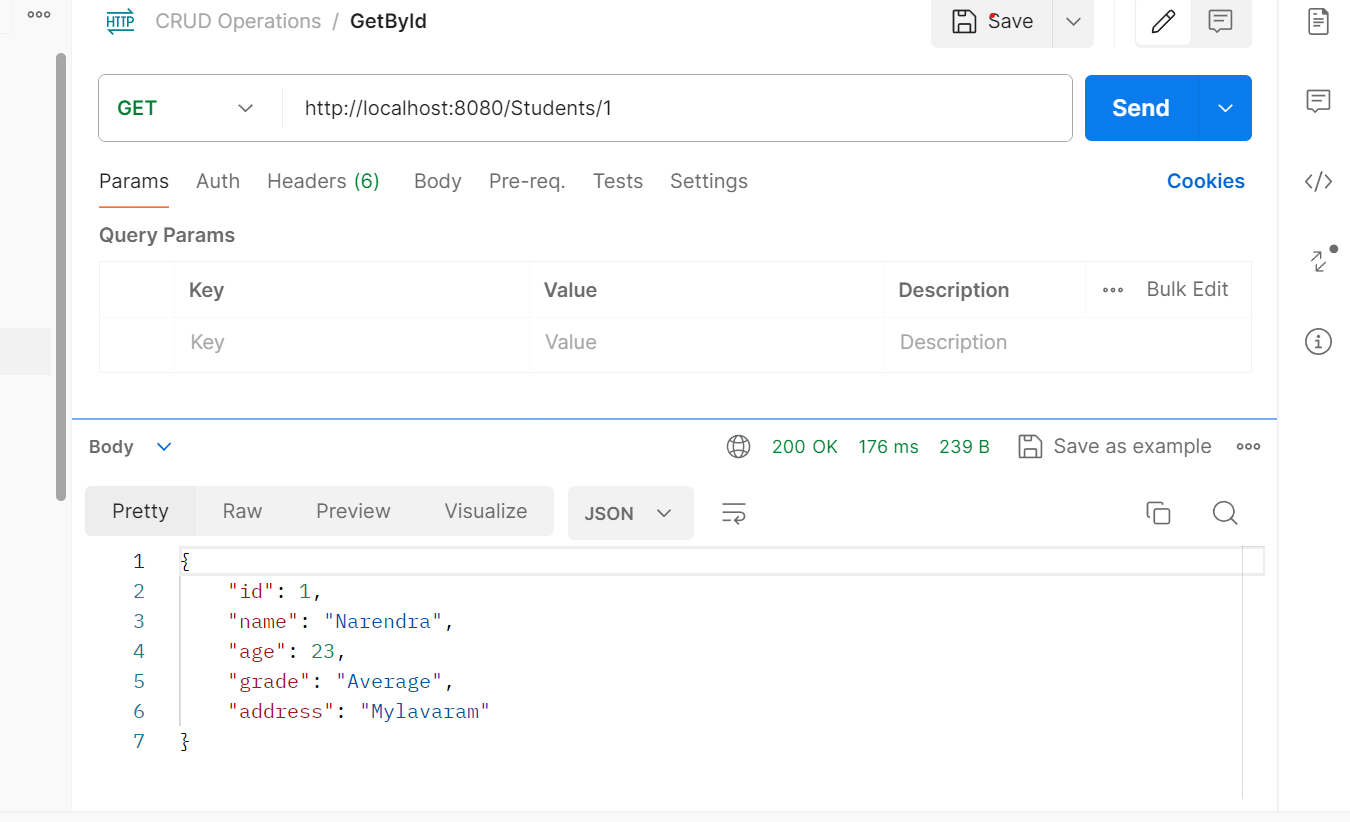 HTTP CRUD Operations / GetById Save
GET http://localhost:8080/Students/1 Send
Params Auth Headers (6) Body Pre-req. Tests Settings Cookies
Query Params
Key Value Description Bulk Edit
Key Value Description
Body 200 OK 176 ms 239 B Save as example
Pretty Raw Preview Visualize JSON
1 {
2 "id": 1,
3 "name": "Narendra",
4 "age": 23,
5 "grade": "Average",
6 "address": "Mylavaram"
7 }